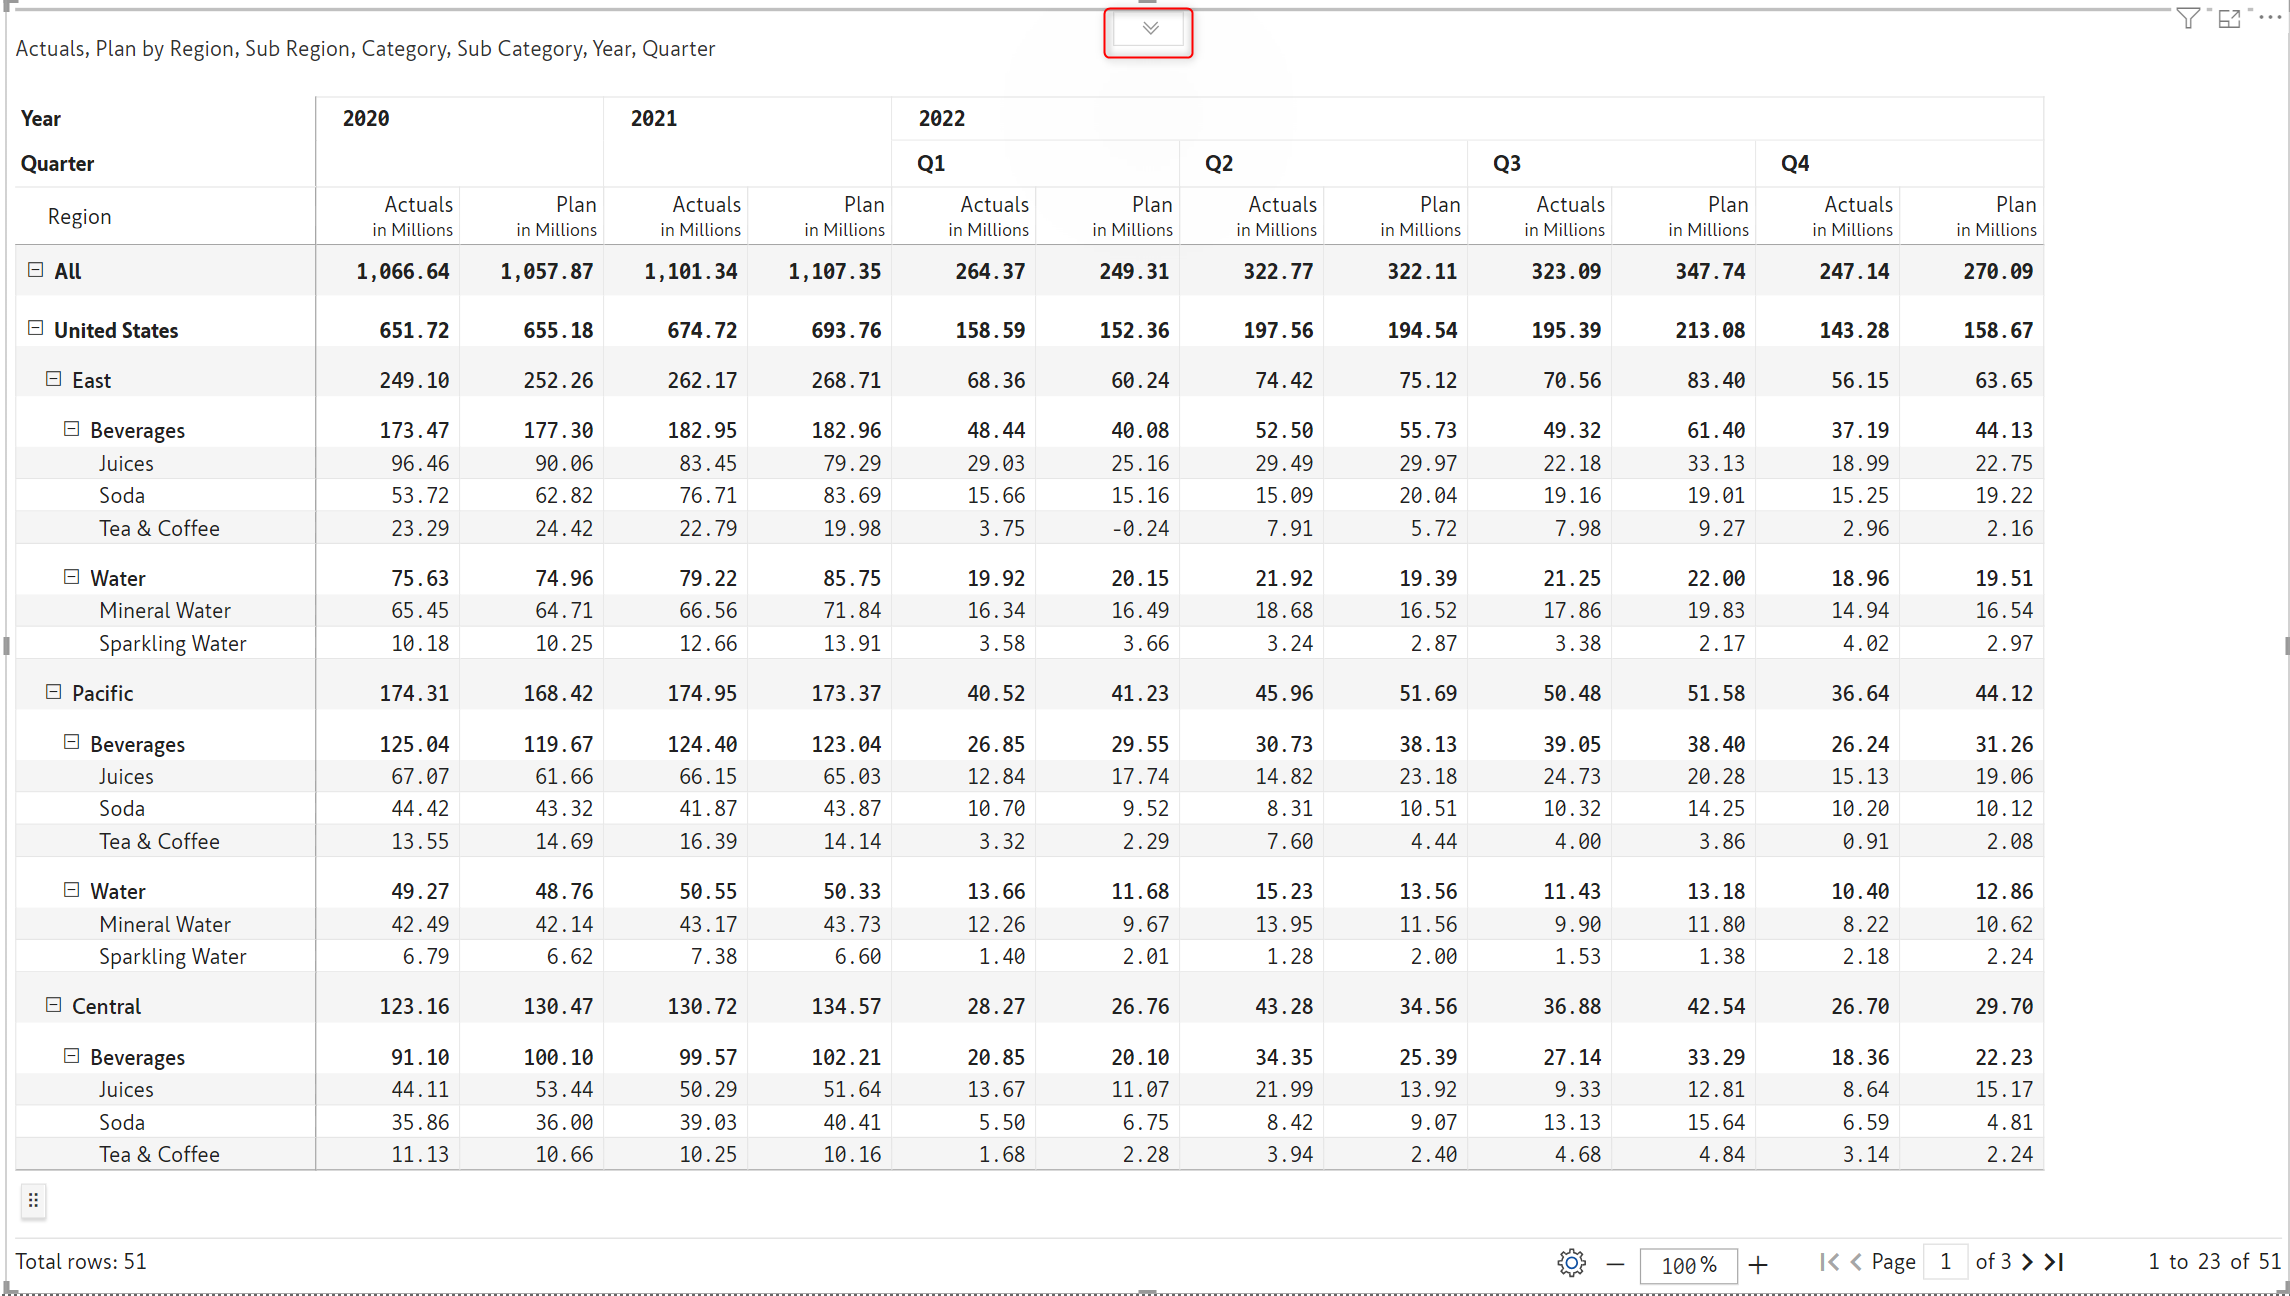 Actuals, Plan by Region, Sub Region, Category, Sub Category, Year, Quarter
Year 2020 2021 2022
Quarter Q1 Q2 Q3 Q4
Region Actuals Plan Actuals Plan Actuals Plan Actuals Plan Actuals Plan Actuals Plan
in Millions in Millions in Millions in Millions in Millions in Millions in Millions in Millions in Millions in Millions in Millions in Millions
All 1,066.64 1,057.87 1,101.34 1,107.35 264.37 249.31 322.77 322.11 323.09 347.74 247.14 270.09
United States 651.72 655.18 674.72 693.76 158.59 152.36 197.56 194.54 195.39 213.08 143.28 158.67
East 249.10 252.26 262.17 268.71 68.36 60.24 74.42 75.12 70.56 83.40 56.15 63.65
Beverages 173.47 177.30 182.95 182.96 48.44 40.08 52.50 55.73 49.32 61.40 37.19 44.13
Juices 96.46 90.06 83.45 79.29 29.03 25.16 29.49 29.97 22.18 33.13 18.99 22.75
Soda 53.72 62.82 76.71 83.69 15.66 15.16 15.09 20.04 19.16 19.01 15.25 19.22
Tea & Coffee 23.29 24.42 22.79 19.98 3.75 -0.24 7.91 5.72 7.98 9.27 2.96 2.16
Water 75.63 74.96 79.22 85.75 19.92 20.15 21.92 19.39 21.25 22.00 18.96 19.51
Mineral Water 65.45 64.71 66.56 71.84 16.34 16.49 18.68 16.52 17.86 19.83 14.94 16.54
Sparkling Water 10.18 10.25 12.66 13.91 3.58 3.66 3.24 2.87 3.38 2.17 4.02 2.97
Pacific 174.31 168.42 174.95 173.37 40.52 41.23 45.96 51.69 50.48 51.58 36.64 44.12
Beverages 125.04 119.67 124.40 123.04 26.85 29.55 30.73 38.13 39.05 38.40 26.24 31.26
Juices 67.07 61.66 66.15 65.03 12.84 17.74 14.82 23.18 24.73 20.28 15.13 19.06
Soda 44.42 43.32 41.87 43.87 10.70 9.52 8.31 10.51 10.32 14.25 10.20 10.12
Tea & Coffee 13.55 14.69 16.39 14.14 3.32 2.29 7.60 4.44 4.00 3.86 0.91 2.08
Water 49.27 48.76 50.55 50.33 13.66 11.68 15.23 13.56 11.43 13.18 10.40 12.86
Mineral Water 42.49 42.14 43.17 43.73 12.26 9.67 13.95 11.56 9.90 11.80 8.22 10.62
Sparkling Water 6.79 6.62 7.38 6.60 1.40 2.01 1.28 2.00 1.53 1.38 2.18 2.24
Central 123.16 130.47 130.72 134.57 28.27 26.76 43.28 34.56 36.88 42.54 26.70 29.70
Beverages 91.10 100.10 99.57 102.21 20.85 20.10 34.35 25.39 27.14 33.29 18.36 22.23
Juices 44.11 53.44 50.29 51.64 13.67 11.07 21.99 13.92 9.33 12.81 8.64 15.17
Soda 35.86 36.00 39.03 40.41 5.50 6.75 8.42 9.07 13.13 15.64 6.59 4.81
Tea & Coffee 11.13 10.66 10.25 10.16 1.68 2.28 3.94 2.40 4.68 4.84 3.14 2.24
Total rows: 51 100% Page 1 of 3 1 to 23 of 51